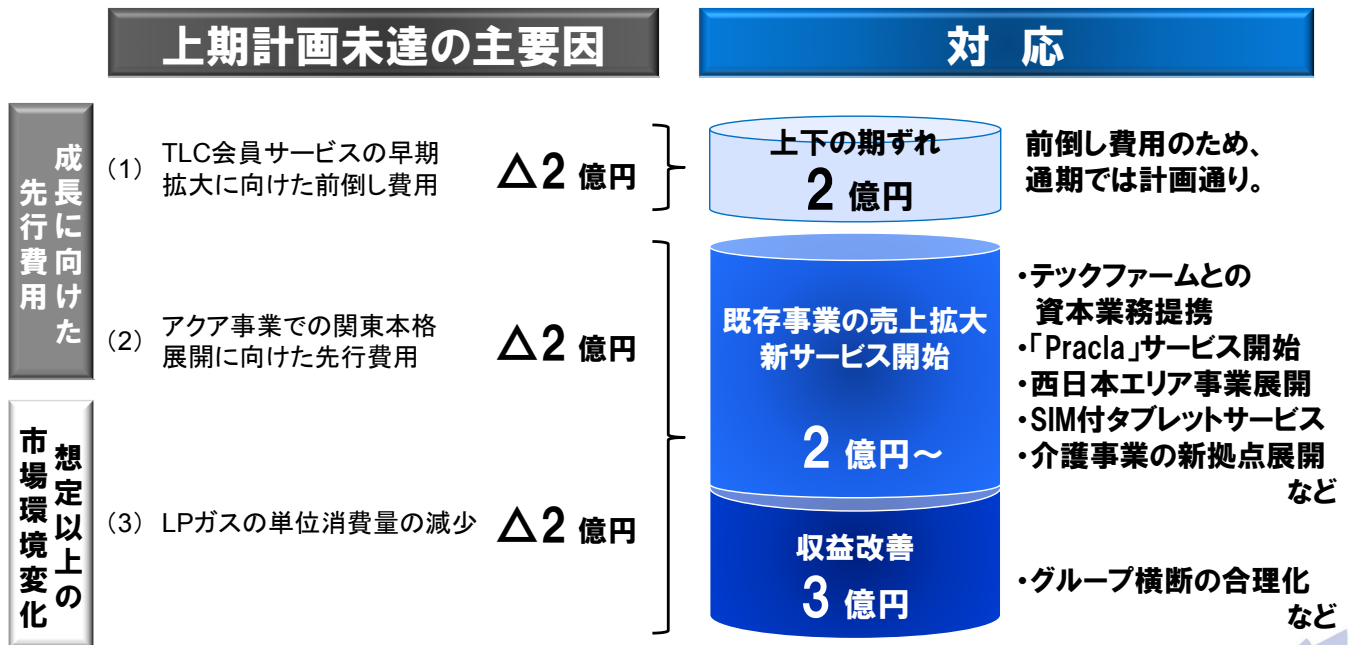 上期計画未達の主要因
対 応
成長に向けた
先行費用
(1) TLC会員サービスの早期
拡大に向けた前倒し費用
△2 億円
上下の期ずれ
2 億円
前倒し費用のため、
通期では計画通り。
(2) アクア事業での関東本格
展開に向けた先行費用
△2 億円
既存事業の売上拡大
新サービス開始
2 億円～
・テックファームとの
資本業務提携
・「Pracla」サービス開始
・西日本エリア事業展開
・SIM付タブレットサービス
・介護事業の新拠点展開
など
想定以上の
市場環境変化
(3) LPガスの単位消費量の減少
△2 億円
収益改善
3 億円
・グループ横断の合理化
など